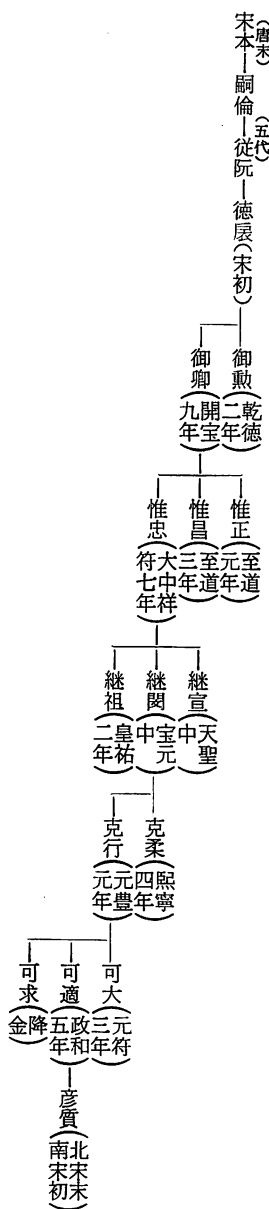 宋本(唐末)―嗣倫―従阮(五代)―徳扆(宋初)
御勲(乾徳二年)
御卿(開宝九年)
惟正(至道元年)
惟昌(至道三年)
惟忠(大中祥符七年)
継宣(天聖中)
継閔(宝元中)
継祖(皇祐二年)
克柔(熙寧四年)
克行(元豊元年)
可大(元符三年)
可適(政和五年)―彦質(北宋末南宋初)
可求(降金)